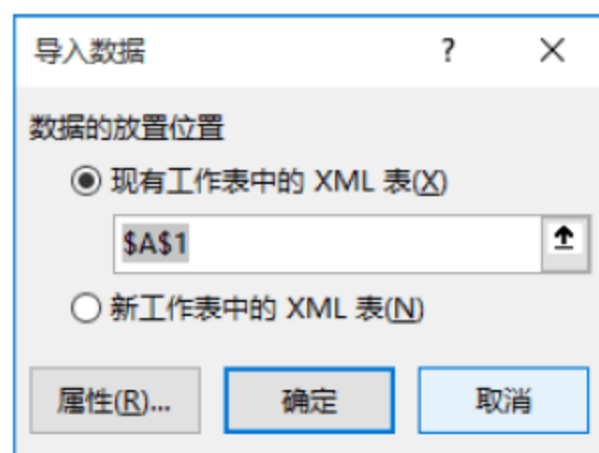 导入数据 ?
数据的放置位置
现有工作表中的 XML 表(X)
$A$1
新工作表中的 XML 表(N)
属性(R)... 确定 取消